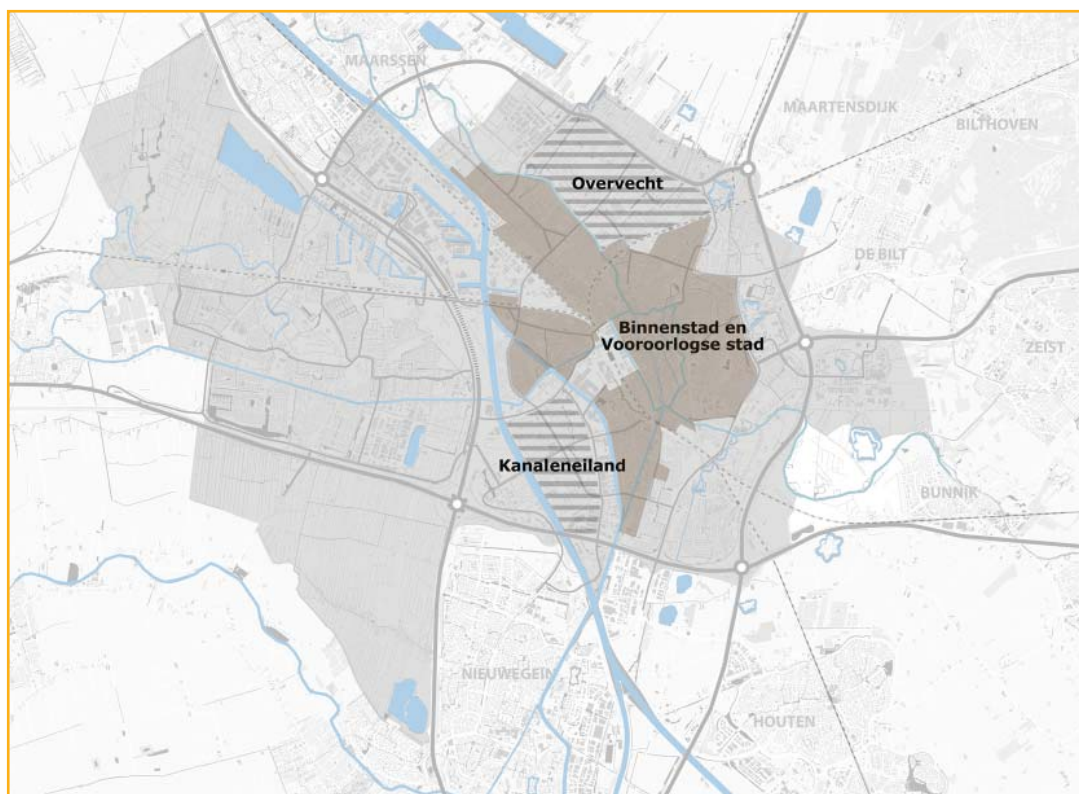 MAARSSEN
MAARTENSDIJK
BILTHOVEN
Overvecht
DE BILT
Binnenstad en
Vooroorlogse stad
ZEIST
Kanaleneiland
BUNNIK
NIEUWEGEIN
HOUTEN